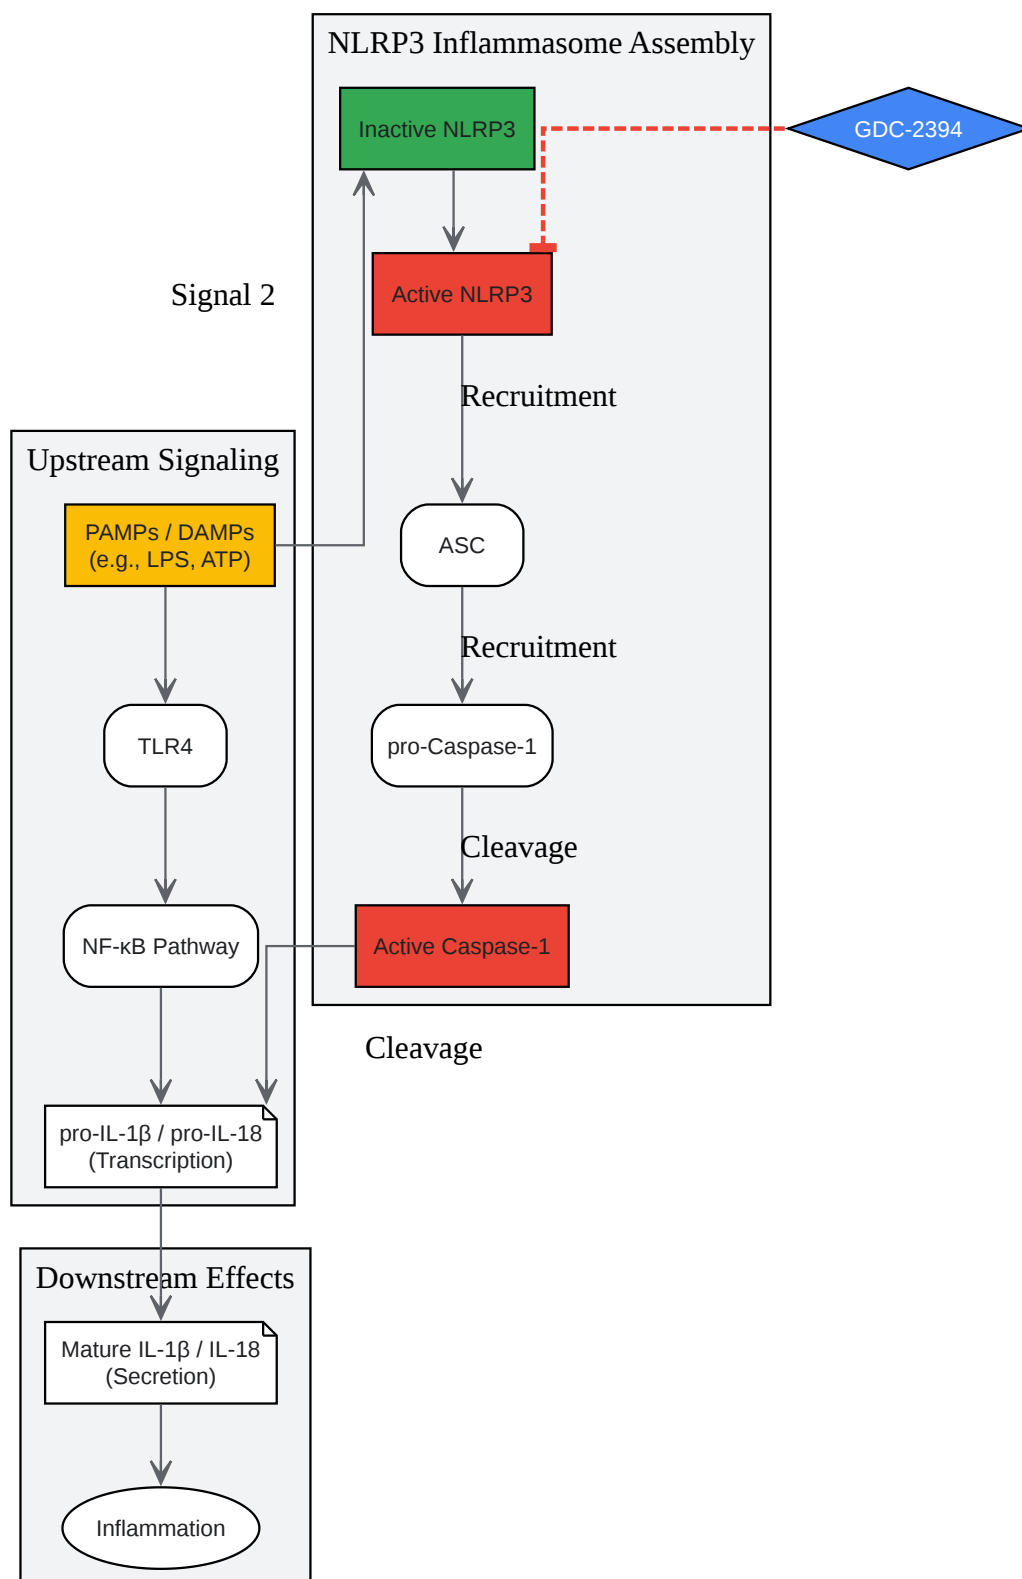 NLRP3 Inflammasome Assembly
Inactive NLRP3
GDC-2394
Signal 2
Active NLRP3
Recruitment
Upstream Signaling
PAMPs / DAMPs
(e.g., LPS, ATP)
ASC
Recruitment
TLR4
pro-Caspase-1
Cleavage
NF-κB Pathway
Active Caspase-1
Cleavage
pro-IL-1β / pro-IL-18
(Transcription)
Downstream Effects
Mature IL-1β / IL-18
(Secretion)
Inflammation